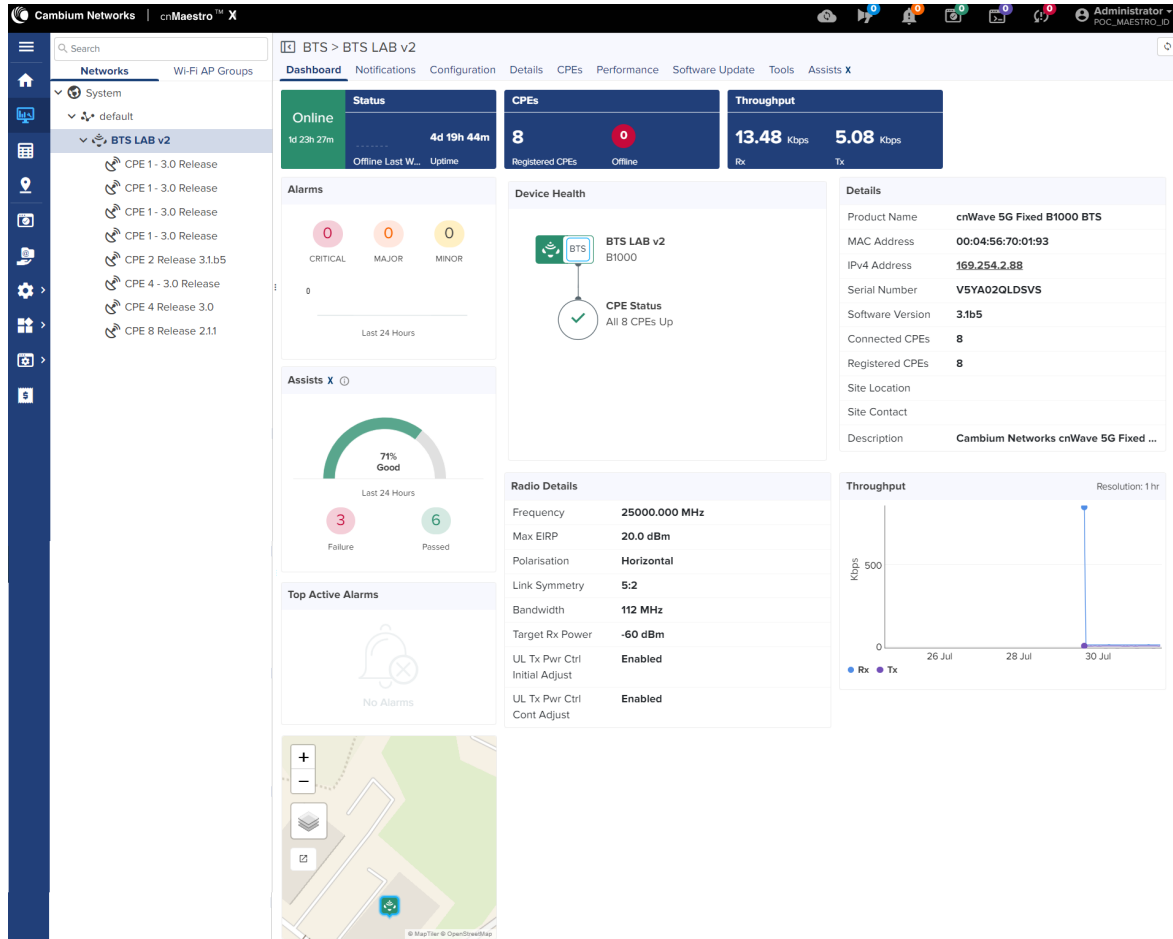 Cambium Networks | cnMaestro™ X
0 0 0 0 0
Administrator
POC_MAESTRO_ID
Search
Networks Wi-Fi AP Groups
System
default
BTS LAB v2
CPE 1 - 3.0 Release
CPE 1 - 3.0 Release
CPE 1 - 3.0 Release
CPE 1 - 3.0 Release
CPE 2 Release 3.1.b5
CPE 4 - 3.0 Release
CPE 4 Release 3.0
CPE 8 Release 2.1.1
BTS > BTS LAB v2
Dashboard Notifications Configuration Details CPEs Performance Software Update Tools Assists X
Online
1d 23h 27m
Status
4d 19h 44m
Offline Last W... Uptime
CPEs
8 0
Registered CPEs Offline
Throughput
13.48 Kbps 5.08 Kbps
Rx Tx
Alarms
0 0 0
CRITICAL MAJOR MINOR
0
Last 24 Hours
Device Health
BTS
BTS LAB v2
B1000
CPE Status
All 8 CPEs Up
Details
Product Name cnWave 5G Fixed B1000 BTS
MAC Address 00:04:56:70:01:93
IPv4 Address 169.254.2.88
Serial Number V5YA02QLDSVS
Software Version 3.1b5
Connected CPEs 8
Registered CPEs 8
Site Location
Site Contact
Description Cambium Networks cnWave 5G Fixed ...
Assists X
71%
Good
Last 24 Hours
3 6
Failure Passed
Radio Details
Frequency 25000.000 MHz
Max EIRP 20.0 dBm
Polarisation Horizontal
Link Symmetry 5:2
Bandwidth 112 MHz
Target Rx Power -60 dBm
UL Tx Pwr Ctrl Enabled
Initial Adjust
UL Tx Pwr Ctrl Enabled
Cont Adjust
Throughput Resolution: 1 hr
Kbps
500
0
26 Jul 28 Jul 30 Jul
Rx Tx
Top Active Alarms
No Alarms
+
−
© MapTiler © OpenStreetMap